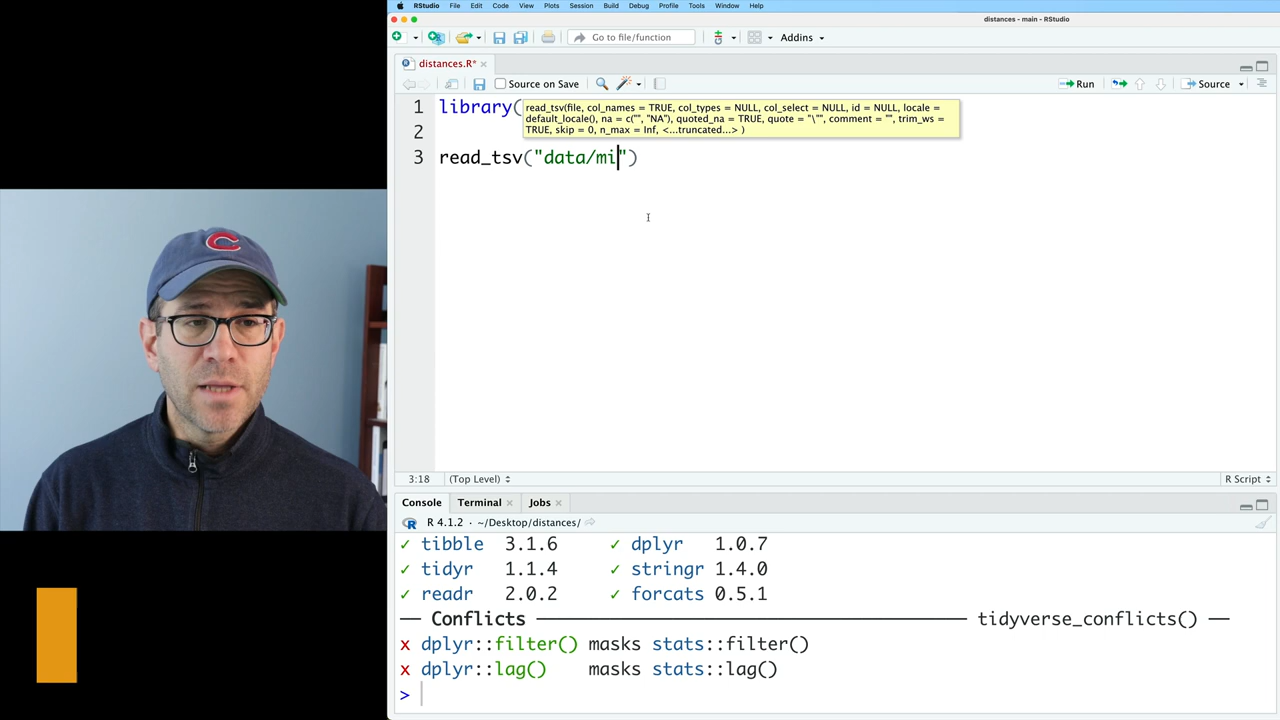 RStudio File Edit Code View Plots Session Build Debug Profile Tools Window Help
distances - main - RStudio
Go to file/function Addins
distances.R*
Source on Save Run Source
1 library(
read_tsv(file, col_names = TRUE, col_types = NULL, col_select = NULL, id = NULL, locale =
default_locale(), na = c("", "NA"), quoted_na = TRUE, quote = "\"", comment = "", trim_ws =
TRUE, skip = 0, n_max = Inf, <...truncated...> )
2
3 read_tsv("data/mi")
3:18 (Top Level) R Script
Console Terminal Jobs
R 4.1.2 · ~/Desktop/distances/
✓ tibble 3.1.6 ✓ dplyr 1.0.7
✓ tidyr 1.1.4 ✓ stringr 1.4.0
✓ readr 2.0.2 ✓ forcats 0.5.1
── Conflicts ── tidyverse_conflicts() ──
x dplyr::filter() masks stats::filter()
x dplyr::lag() masks stats::lag()
>
C